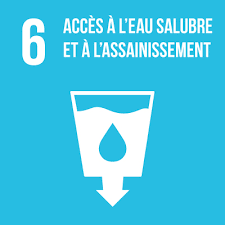 6 ACCÈS À L'EAU SALUBRE
ET À L'ASSAINISSEMENT